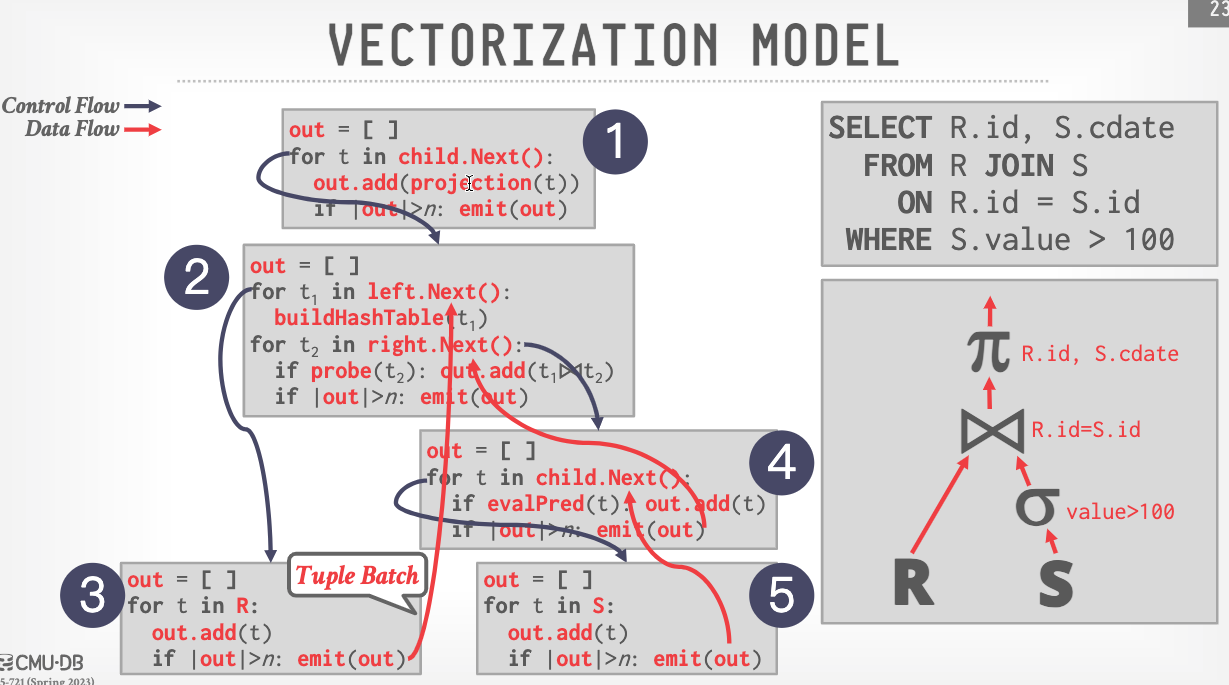 23
VECTORIZATION MODEL
Control Flow
Data Flow
1
out = [ ]
for t in child.Next():
out.add(projection(t))
if |out|>n: emit(out)
2
out = [ ]
for t₁ in left.Next():
buildHashTable(t₁)
for t₂ in right.Next():
if probe(t₂): out.add(t₁⋈t₂)
if |out|>n: emit(out)
4
out = [ ]
for t in child.Next():
if evalPred(t): out.add(t)
if |out|>n: emit(out)
3
out = [ ]
for t in R:
out.add(t)
if |out|>n: emit(out)
Tuple Batch
5
out = [ ]
for t in S:
out.add(t)
if |out|>n: emit(out)
SELECT R.id, S.cdate
FROM R JOIN S
ON R.id = S.id
WHERE S.value > 100
π R.id, S.cdate
⋈ R.id=S.id
σ value>100
R S
CMU-DB
5-721 (Spring 2023)